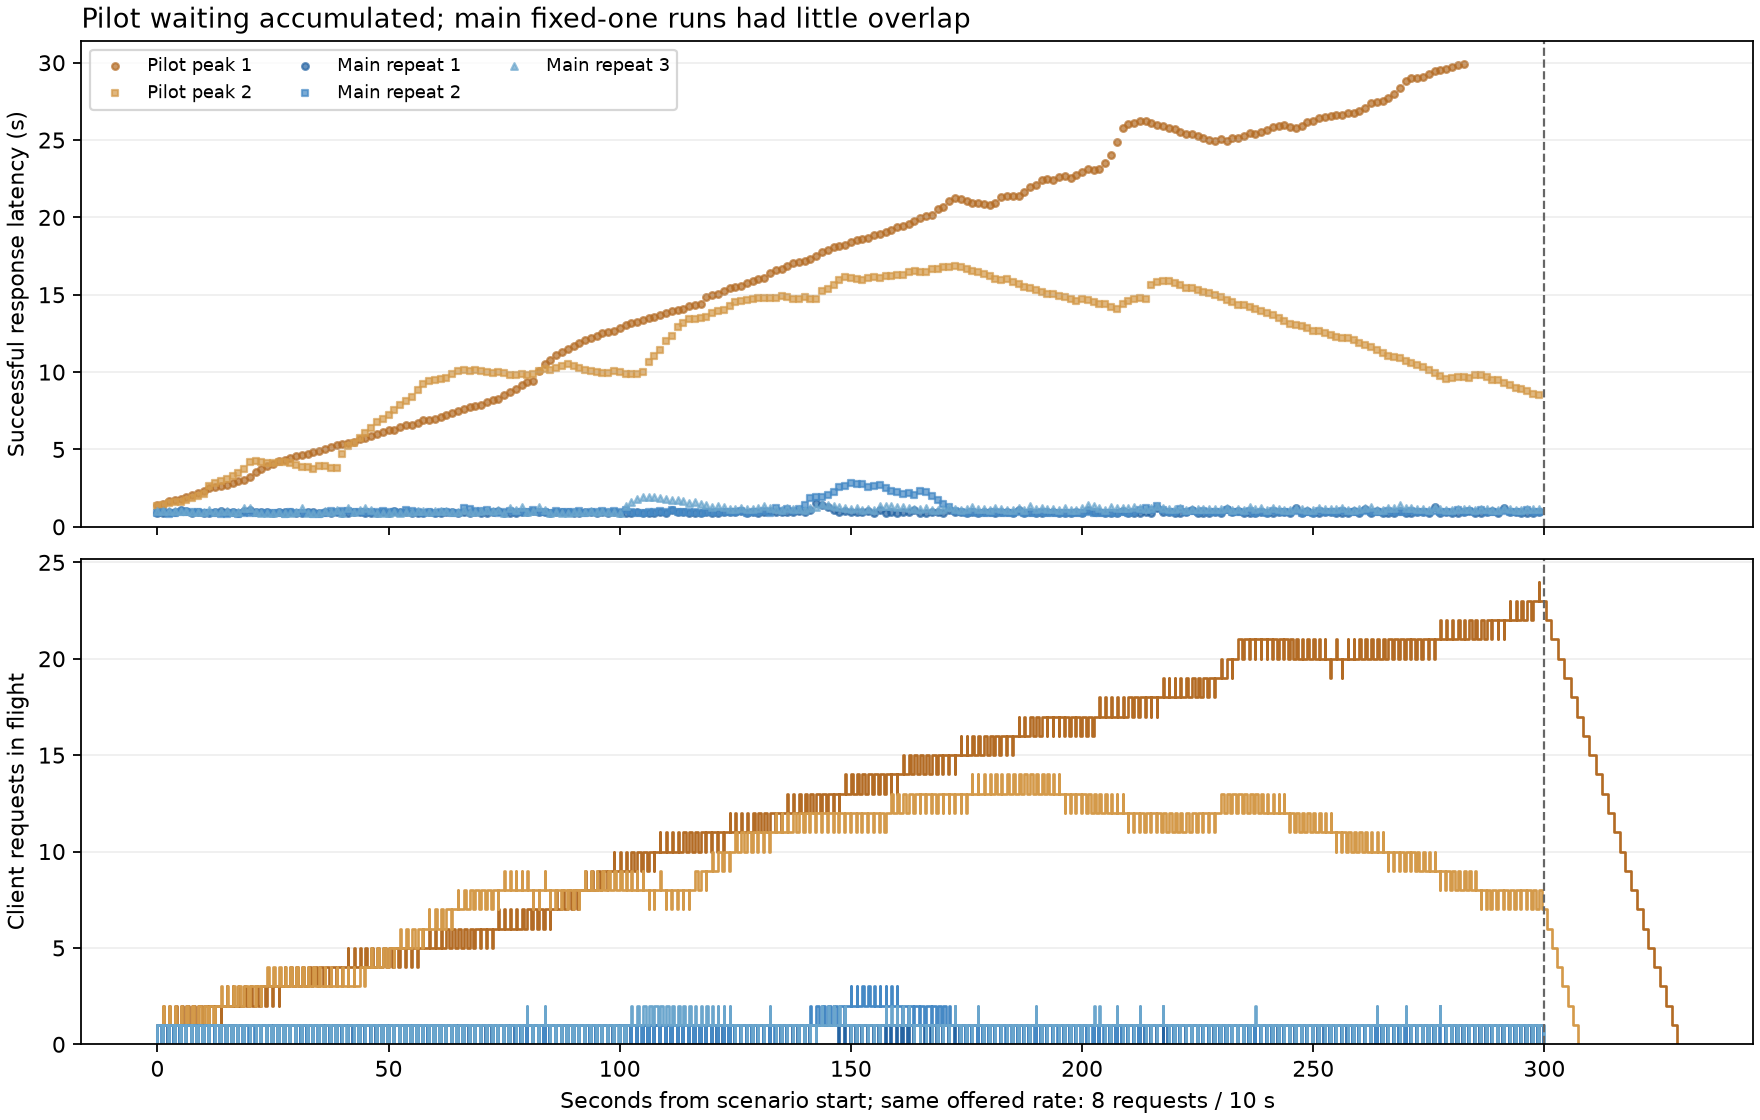 Pilot waiting accumulated; main fixed-one runs had little overlap
Pilot peak 1
Pilot peak 2
Main repeat 1
Main repeat 2
Main repeat 3
Successful response latency (s)
30
25
20
15
10
5
0
Client requests in flight
25
20
15
10
5
0
0 50 100 150 200 250 300
Seconds from scenario start; same offered rate: 8 requests / 10 s